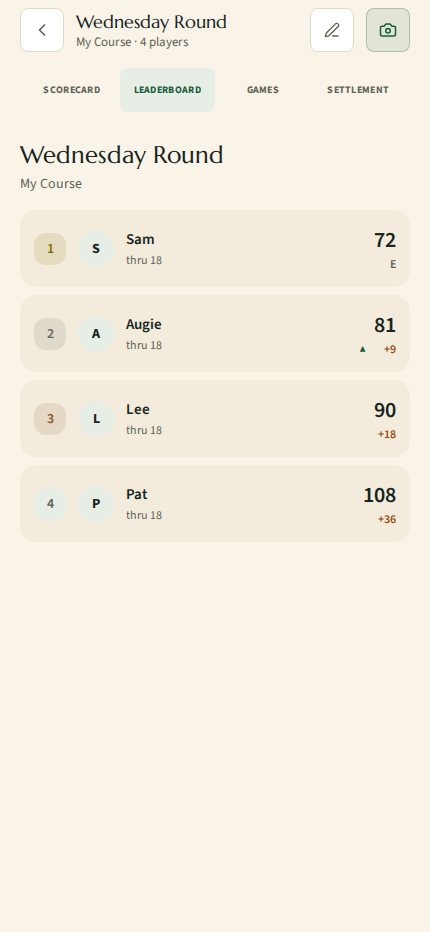 Wednesday Round
My Course · 4 players
SCORECARD LEADERBOARD GAMES SETTLEMENT
Wednesday Round
My Course
1 S Sam 72
thru 18 E
2 A Augie 81
thru 18 ▲ +9
3 L Lee 90
thru 18 +18
4 P Pat 108
thru 18 +36